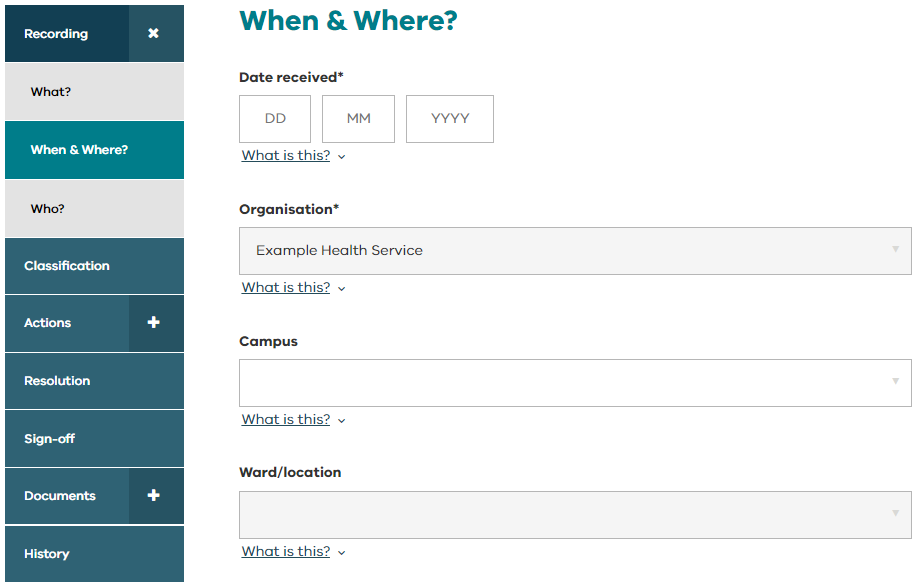 Recording
What?
When & Where?
Who?
Classification
Actions
Resolution
Sign-off
Documents
History
When & Where?
Date received*
DD MM YYYY
What is this?
Organisation*
Example Health Service
What is this?
Campus
What is this?
Ward/location
What is this?